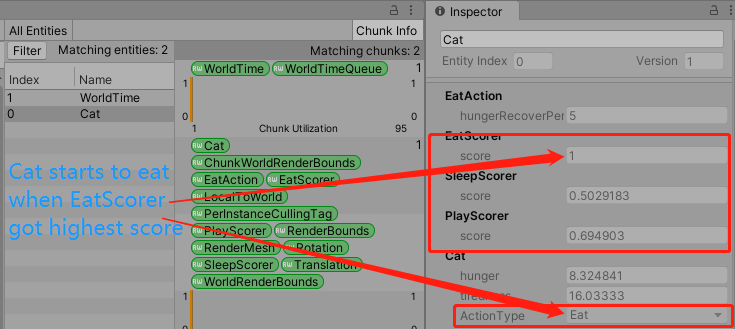 Inspector
All Entities
Chunk Info
Filter
Matching entities: 2
Matching chunks: 2
Cat
Entity Index
0
Version
1
Index
Name
1
WorldTime
0
Cat
RW WorldTime
RW WorldTimeQueue
1
1
1
0
0
1
Chunk Utilization
95
RW Cat
1
RW ChunkWorldRenderBounds
RW EatAction
RW EatScorer
RW LocalToWorld
RW PerInstanceCullingTag
RW PlayScorer
RW RenderBounds
RW RenderMesh
RW Rotation
RW SleepScorer
RW Translation
RW WorldRenderBounds
1
1
0
0
Cat starts to eat
when EatScorer
got highest score
EatAction
hungerRecoverPer
5
EatScorer
score
1
SleepScorer
score
0.5029183
PlayScorer
score
0.694903
Cat
hunger
8.324841
16.03333
ActionType
Eat